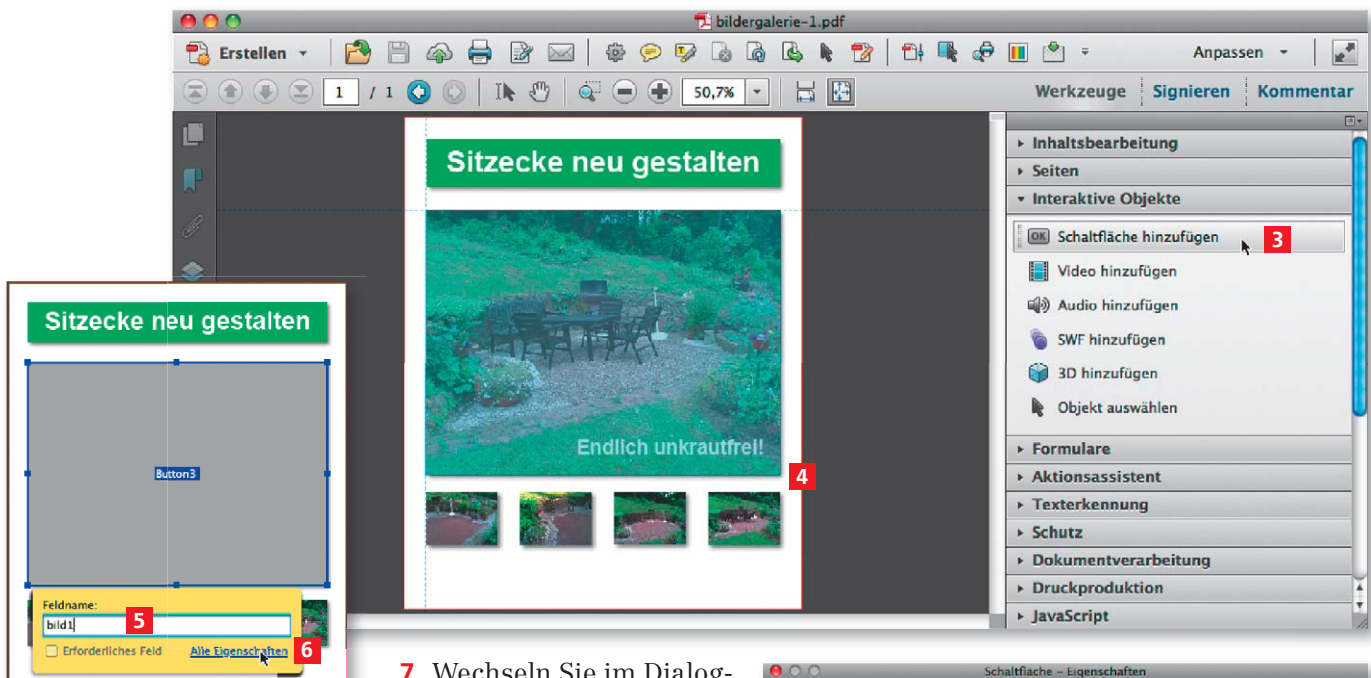 bildergalerie-1.pdf
Erstellen
Anpassen
1 / 1
50,7%
Werkzeuge Signieren Kommentar
Sitzecke neu gestalten
Endlich unkrautfrei!
4
Inhaltsbearbeitung
Seiten
Interaktive Objekte
OK Schaltfläche hinzufügen 3
Video hinzufügen
Audio hinzufügen
SWF hinzufügen
3D hinzufügen
Objekt auswählen
Formulare
Aktionsassistent
Texterkennung
Schutz
Dokumentverarbeitung
Druckproduktion
JavaScript
Sitzecke neu gestalten
Button3
Feldname:
bild1 5
Erforderliches Feld Alle Eigenschaften 6
7 Wechseln Sie im Dialog-
Schaltfläche – Eigenschaften